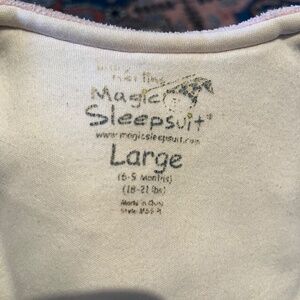 Magic
Sleepsuit®
www.magicsleepsuit.com
Large
(6-9 Months)
(18-21 lbs)
Made in China